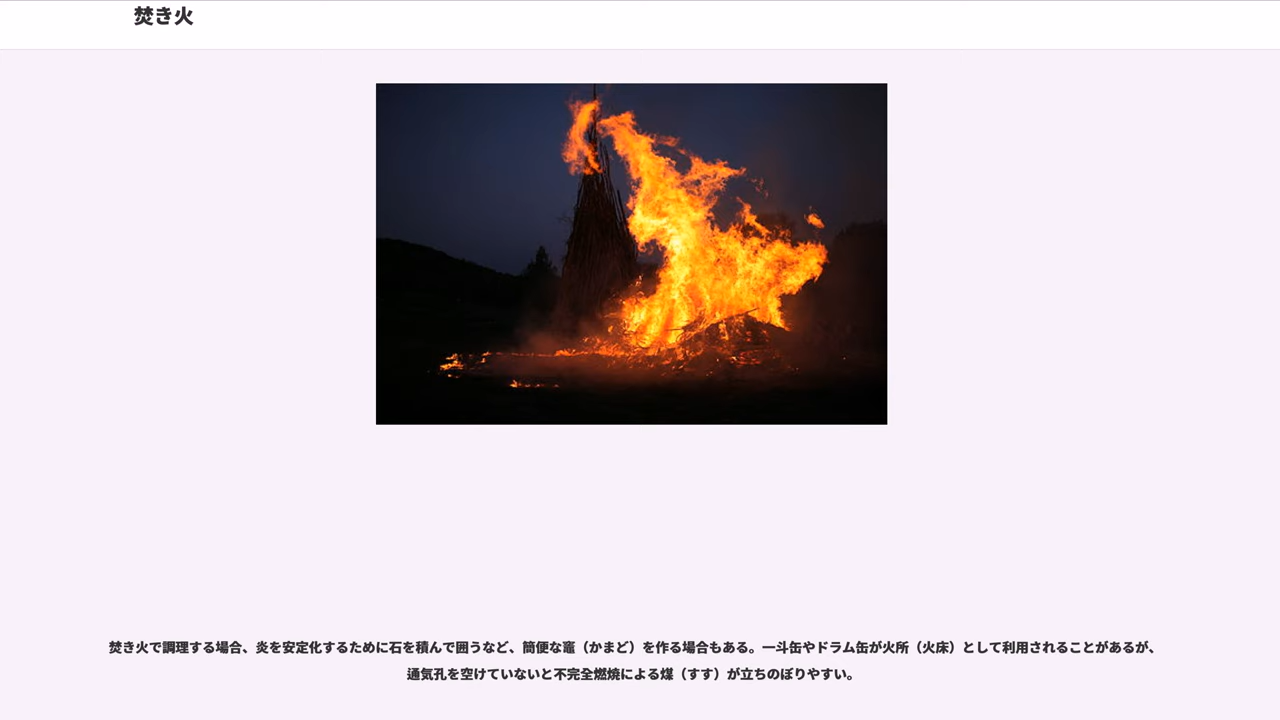 焚き火
焚き火で調理する場合、炎を安定化するために石を積んで囲うなど、簡便な竈（かまど）を作る場合もある。一斗缶やドラム缶が火所（火床）として利用されることがあるが、
通気孔を空けていないと不完全燃焼による煤（すす）が立ちのぼりやすい。